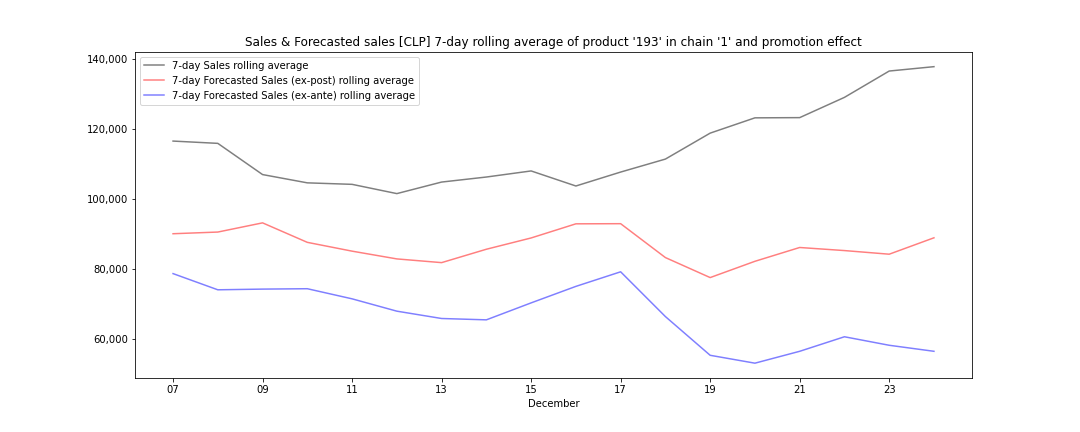 Sales & Forecasted sales [CLP] 7-day rolling average of product '193' in chain '1' and promotion effect
140,000
120,000
100,000
80,000
60,000
7-day Sales rolling average
7-day Forecasted Sales (ex-post) rolling average
7-day Forecasted Sales (ex-ante) rolling average
07 09 11 13 15 17 19 21 23
December